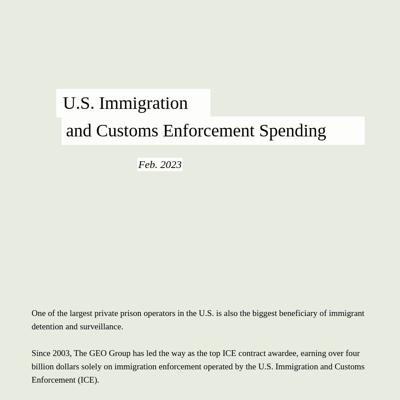 U.S. Immigration
and Customs Enforcement Spending
Feb. 2023
One of the largest private prison operators in the U.S. is also the biggest beneficiary of immigrant
detention and surveillance.
Since 2003, The GEO Group has led the way as the top ICE contract awardee, earning over four
billion dollars solely on immigration enforcement operated by the U.S. Immigration and Customs
Enforcement (ICE).